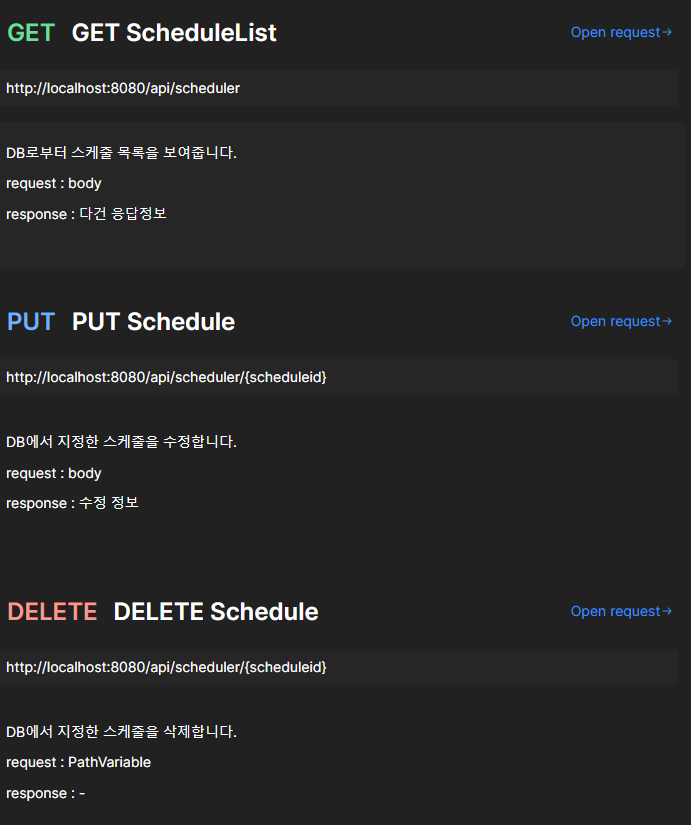 GET GET ScheduleList Open request→
http://localhost:8080/api/scheduler
DB로부터 스케줄 목록을 보여줍니다.
request : body
response : 다건 응답정보
PUT PUT Schedule Open request→
http://localhost:8080/api/scheduler/{scheduleid}
DB에서 지정한 스케줄을 수정합니다.
request : body
response : 수정 정보
DELETE DELETE Schedule Open request→
http://localhost:8080/api/scheduler/{scheduleid}
DB에서 지정한 스케줄을 삭제합니다.
request : PathVariable
response : -